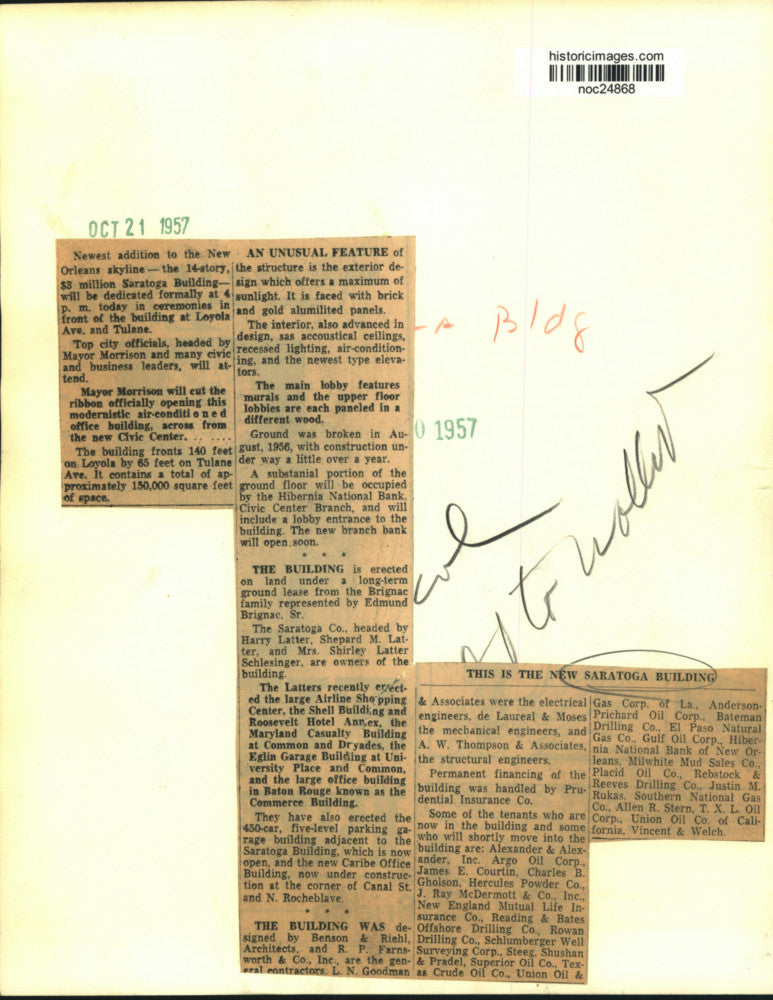 historicimages.com
noc24868
OCT 21 1957
Newest addition to the New
Orleans skyline — the 14-story,
$3 million Saratoga Building—
will be dedicated formally at 4
p. m. today in ceremonies in
front of the building at Loyola
Ave. and Tulane.
Top city officials, headed by
Mayor Morrison and many civic
and business leaders, will at-
tend.
Mayor Morrison will cut the
ribbon officially opening this
modernistic air-conditi o n e d
office building, across from
the new Civic Center.
The building fronts 140 feet
on Loyola by 65 feet on Tulane
Ave. It contains a total of ap-
proximately 150,000 square feet
of space.
AN UNUSUAL FEATURE of
the structure is the exterior de-
sign which offers a maximum of
sunlight. It is faced with brick
and gold alumilited panels.
The interior, also advanced in
design, sas accoustical ceilings,
recessed lighting, air-condition-
ing, and the newest type eleva-
tors.
The main lobby features
murals and the upper floor
lobbies are each paneled in a
different wood.
Ground was broken in Au-
gust, 1956, with construction un-
der way a little over a year.
A substanial portion of the
ground floor will be occupied
by the Hibernia National Bank,
Civic Center Branch, and will
include a lobby entrance to the
building. The new branch bank
will open soon.
* * *
THE BUILDING is erected
on land under a long-term
ground lease from the Brignac
family represented by Edmund
Brignac, Sr.
The Saratoga Co., headed by
Harry Latter, Shepard M. Lat-
ter, and Mrs. Shirley Latter
Schlesinger, are owners of the
building.
The Latters recently erect-
ed the large Airline Shopping
Center, the Shell Building and
Roosevelt Hotel Annex, the
Maryland Casualty Building
at Common and Dryades, the
Eglin Garage Building at Uni-
versity Place and Common,
and the large office building
in Baton Rouge known as the
Commerce Building.
They have also erected the
450-car, five-level parking ga-
rage building adjacent to the
Saratoga Building, which is now
open, and the new Caribe Office
Building, now under construc-
tion at the corner of Canal St.
and N. Rocheblave.
* * *
THE BUILDING WAS de-
signed by Benson & Riehl,
Architects, and R. P. Farns-
worth & Co., Inc., are the gen-
eral contractors. L. N. Goodman
Bldg
0 1957
to
THIS IS THE NEW SARATOGA BUILDING
& Associates were the electrical
engineers, de Laureal & Moses
the mechanical engineers, and
A. W. Thompson & Associates,
the structural engineers.
Permanent financing of the
building was handled by Pru-
dential Insurance Co.
Some of the tenants who are
now in the building and some
who will shortly move into the
building are: Alexander & Alex-
ander, Inc. Argo Oil Corp.,
James E. Courtin, Charles B.
Gholson, Hercules Powder Co.,
J. Ray McDermott & Co., Inc.,
New England Mutual Life In-
surance Co., Reading & Bates
Offshore Drilling Co., Rowan
Drilling Co., Schlumberger Well
Surveying Corp., Steeg, Shushan
& Pradel, Superior Oil Co., Tex-
as Crude Oil Co., Union Oil &
Gas Corp. of La., Anderson-
Prichard Oil Corp., Bateman
Drilling Co., El Paso Natural
Gas Co., Gulf Oil Corp., Hiber-
nia National Bank of New Or-
leans, Milwhite Mud Sales Co.,
Placid Oil Co., Rebstock &
Reeves Drilling Co., Justin M.
Rukas, Southern National Gas
Co., Allen R. Stern, T. X. L. Oil
Corp., Union Oil Co. of Cali-
fornia, Vincent & Welch.